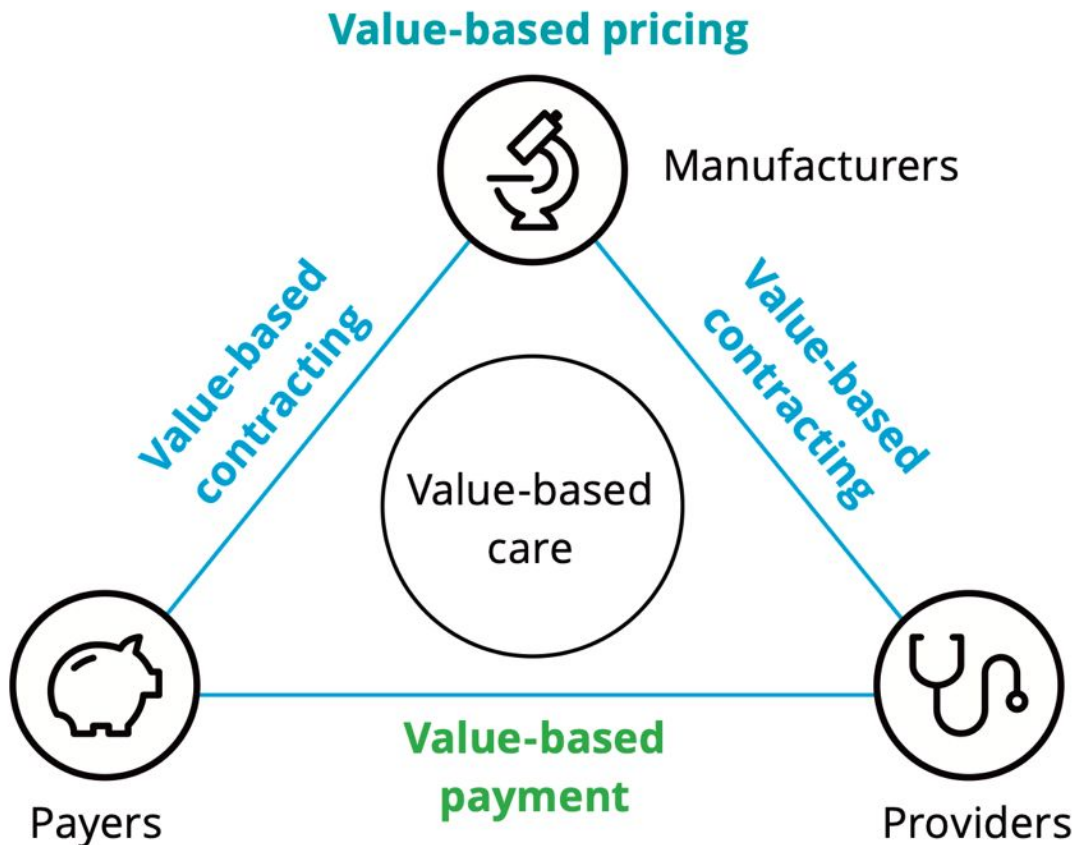 Value-based pricing
Manufacturers
Value-based
contracting
Value-based
contracting
Value-based
care
Value-based
payment
Payers
Providers